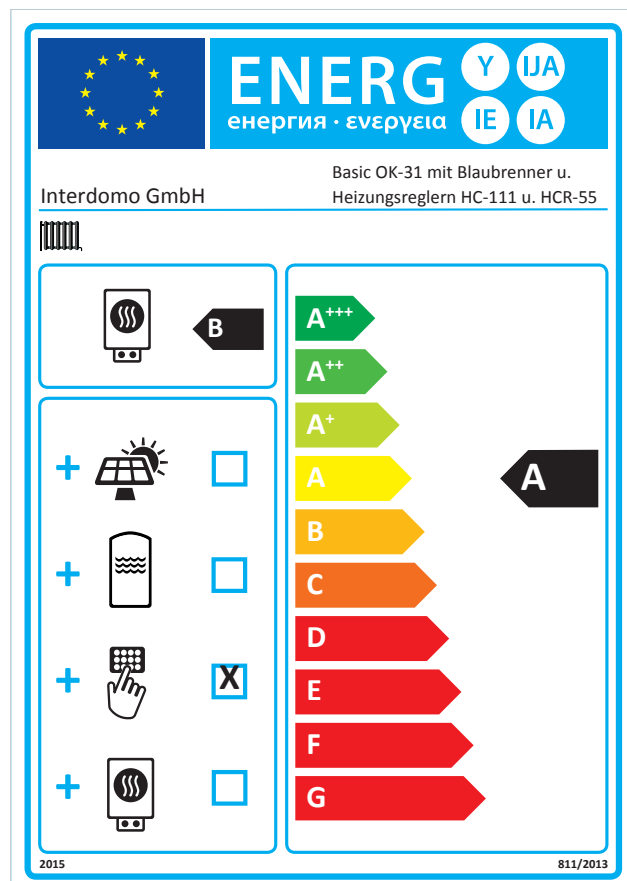 ENERG Y IJA
енергия · ενεργεια IE IA
Basic OK-31 mit Blaubrenner u.
Interdomo GmbH Heizungsreglern HC-111 u. HCR-55
B
A+++
A++
A+
A
A
B
C
D
X
E
F
G
2015 811/2013